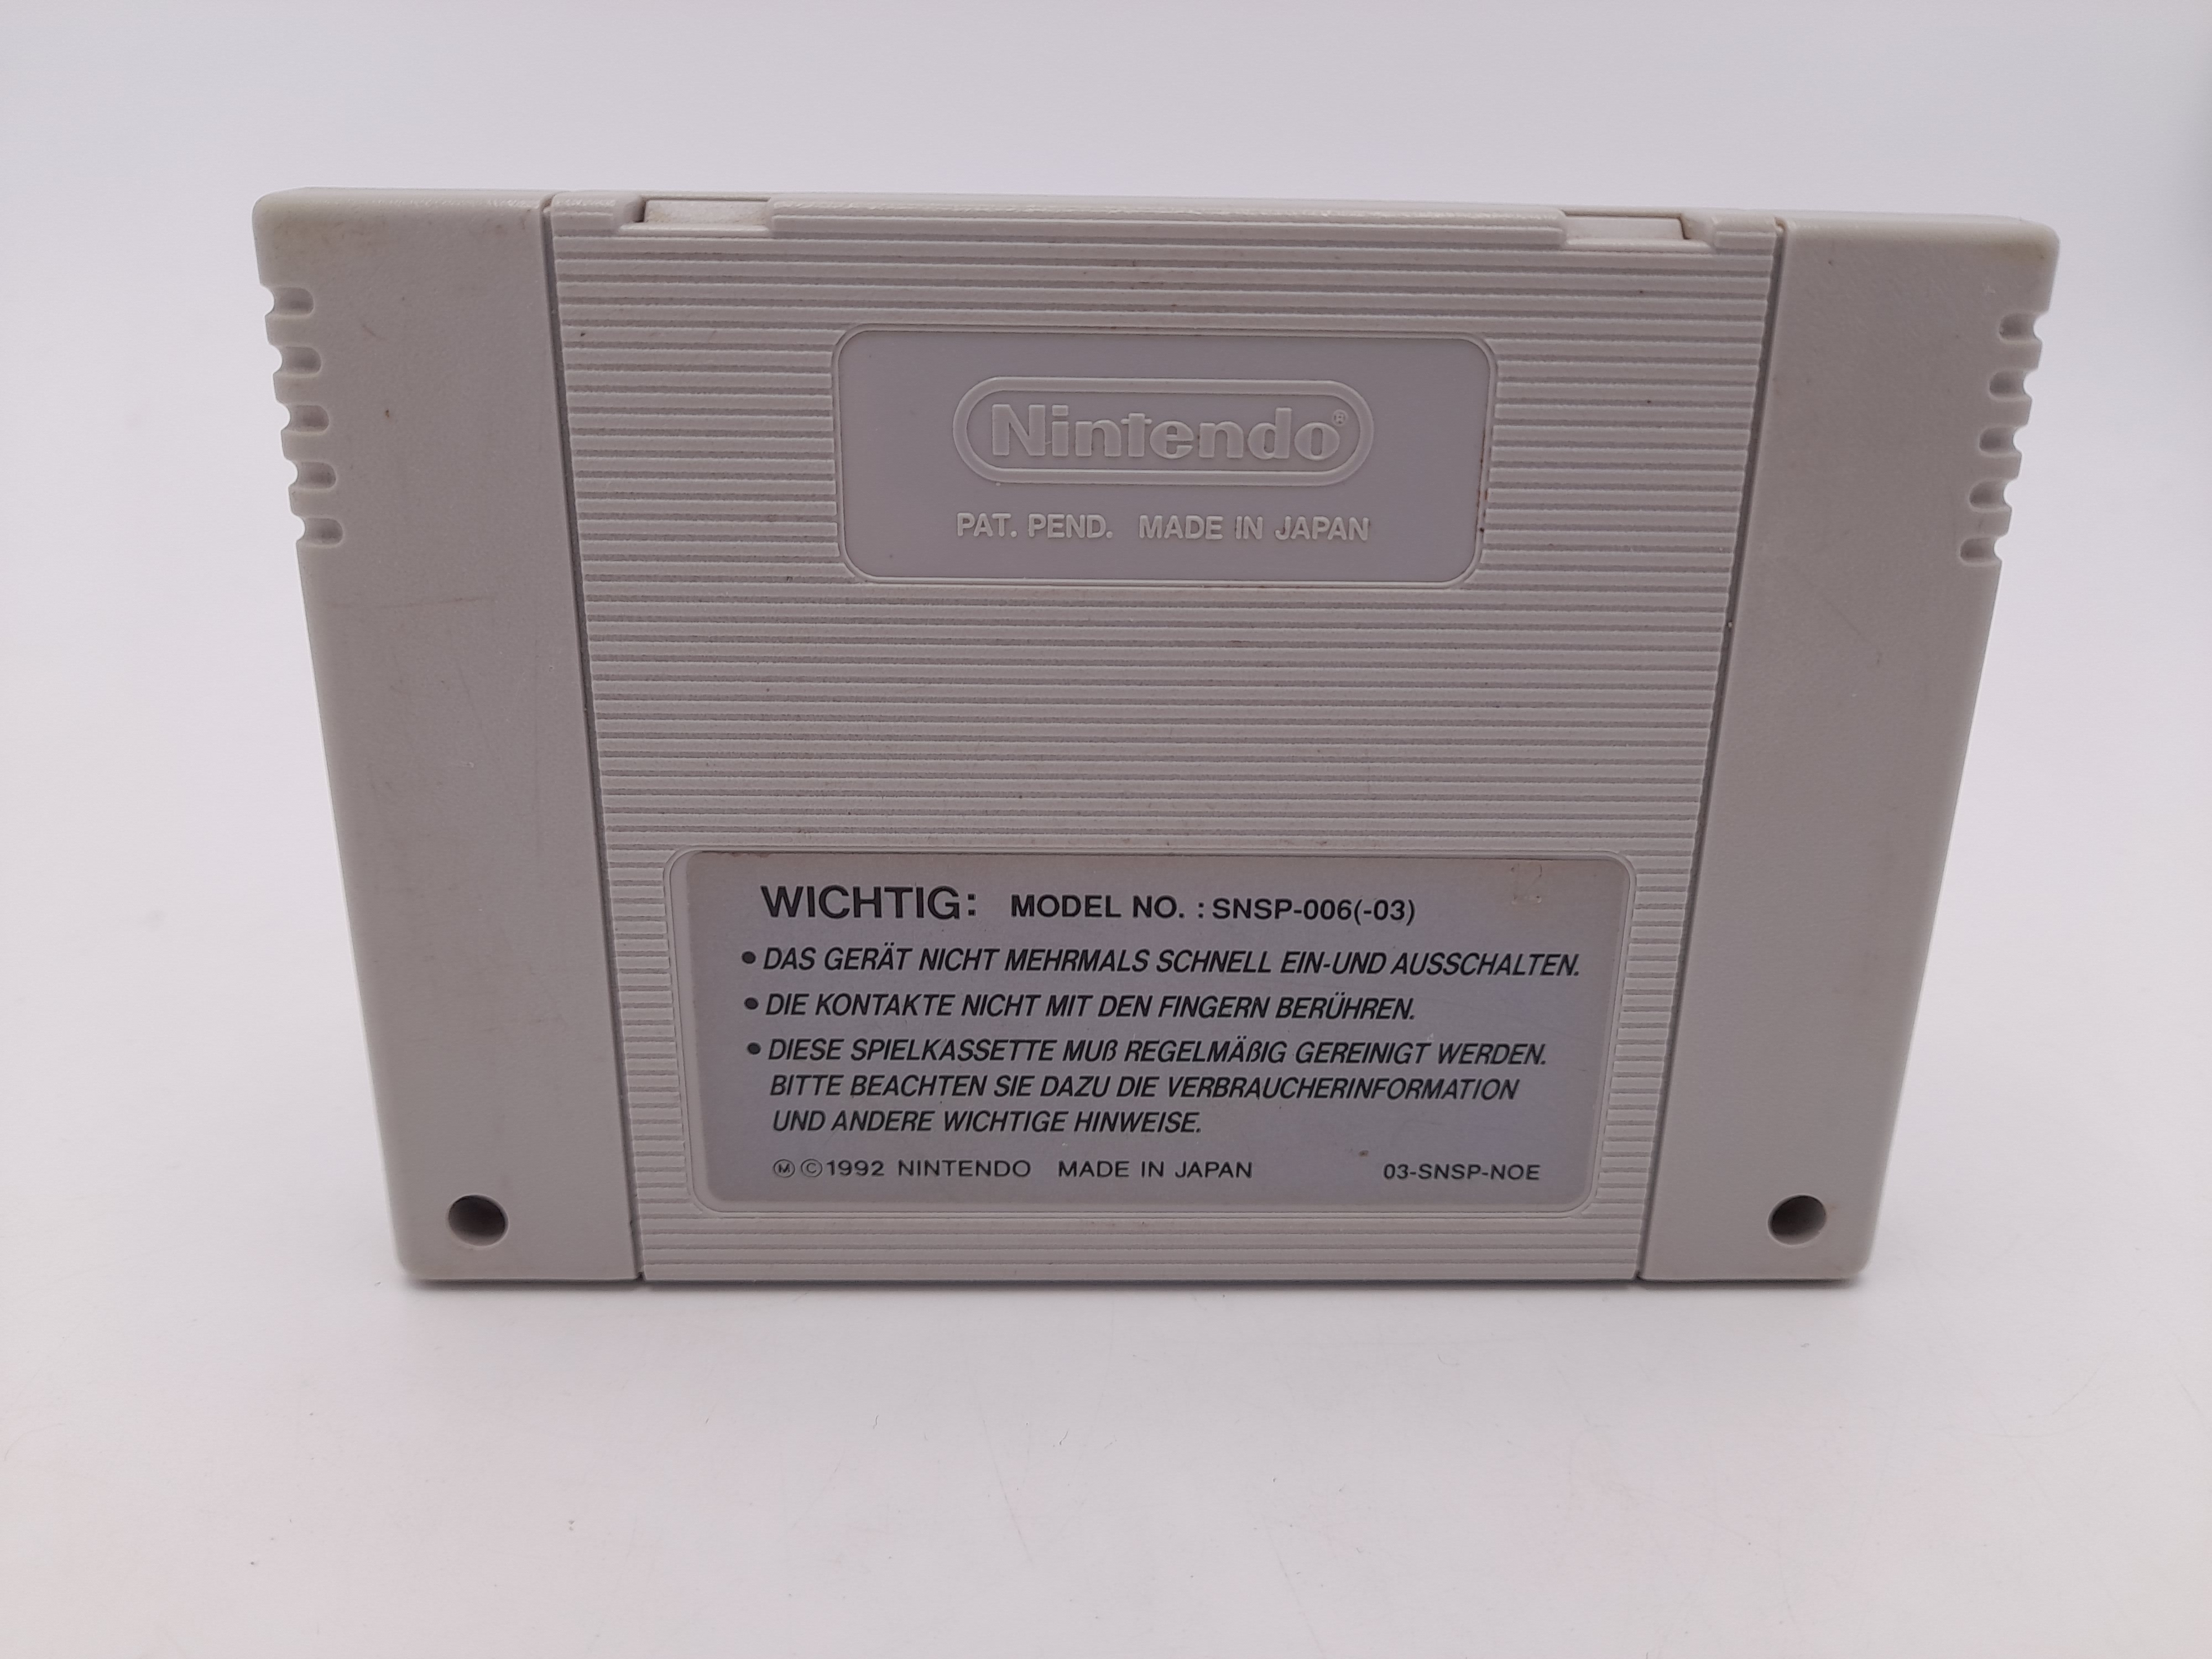 Nintendo®
PAT. PEND. MADE IN JAPAN
WICHTIG: MODEL NO. : SNSP-006(-03)
• DAS GERÄT NICHT MEHRMALS SCHNELL EIN-UND AUSSCHALTEN.
• DIE KONTAKTE NICHT MIT DEN FINGERN BERÜHREN.
• DIESE SPIELKASSETTE MUß REGELMÄßIG GEREINIGT WERDEN.
BITTE BEACHTEN SIE DAZU DIE VERBRAUCHERINFORMATION
UND ANDERE WICHTIGE HINWEISE.
Ⓜ©1992 NINTENDO MADE IN JAPAN 03-SNSP-NOE